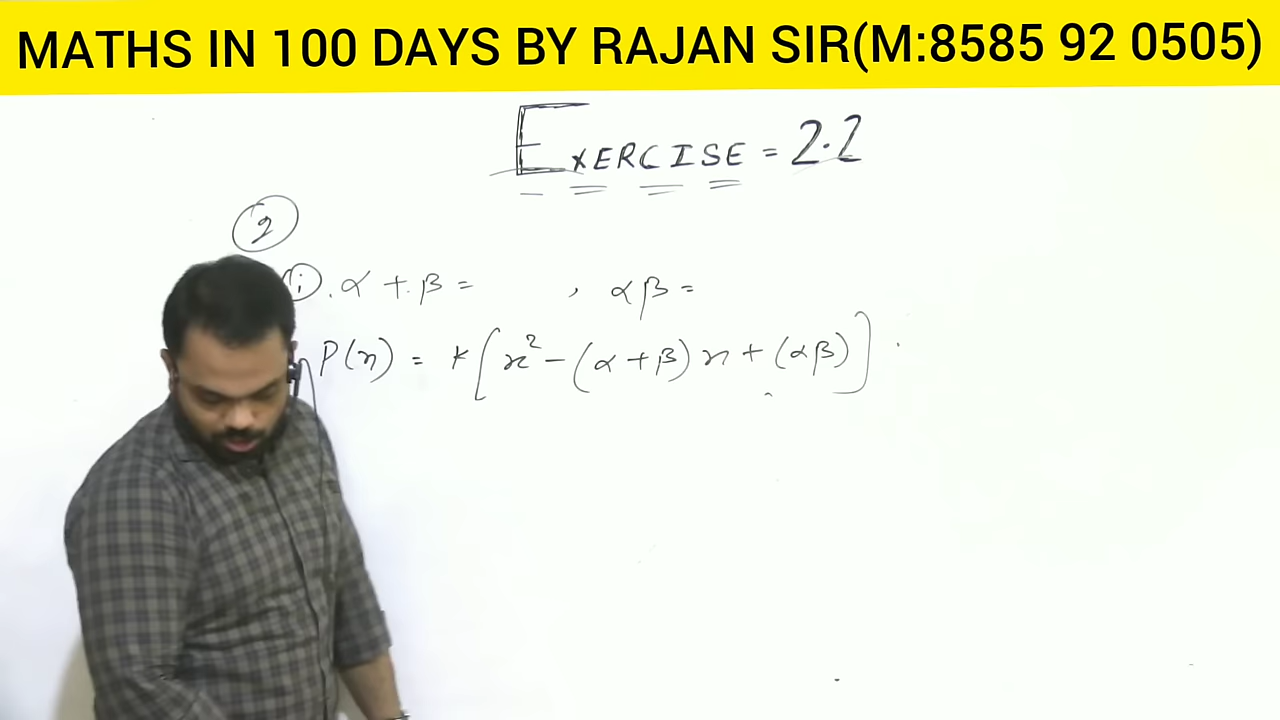 MATHS IN 100 DAYS BY RAJAN SIR(M:8585 92 0505)
EXERCISE = 2.2
2
(i). α + β = , αβ =
P(x) = k[x² - (α + β)x + (αβ)].